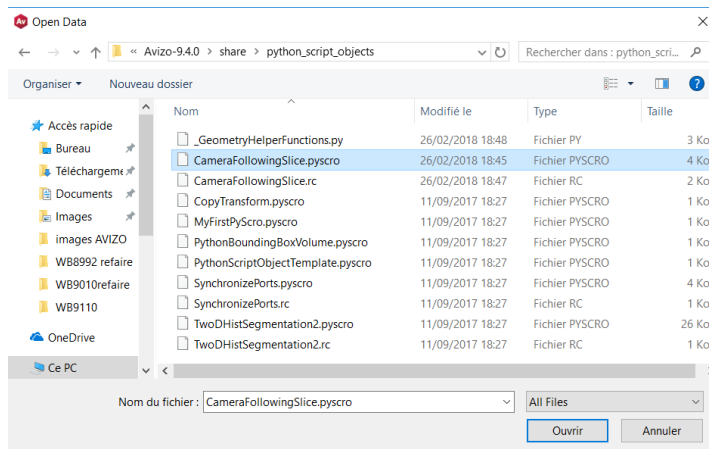 Av Open Data
« Avizo-9.4.0 > share > python_script_objects
Rechercher dans : python_scri...
Organiser Nouveau dossier
Nom Modifié le Type Taille
Accès rapide
Bureau
Téléchargeme
Documents
Images
images AVIZO
WB8992 refaire
WB9010refaire
WB9110
OneDrive
Ce PC
_GeometryHelperFunctions.py 26/02/2018 18:48 Fichier PY 3 Ko
CameraFollowingSlice.pyscro 26/02/2018 18:45 Fichier PYSCRO 4 Ko
CameraFollowingSlice.rc 26/02/2018 18:47 Fichier RC 2 Ko
CopyTransform.pyscro 11/09/2017 18:27 Fichier PYSCRO 1 Ko
MyFirstPyScro.pyscro 11/09/2017 18:27 Fichier PYSCRO 1 Ko
PythonBoundingBoxVolume.pyscro 11/09/2017 18:27 Fichier PYSCRO 1 Ko
PythonScriptObjectTemplate.pyscro 11/09/2017 18:27 Fichier PYSCRO 1 Ko
SynchronizePorts.pyscro 11/09/2017 18:27 Fichier PYSCRO 4 Ko
SynchronizePorts.rc 11/09/2017 18:27 Fichier RC 1 Ko
TwoDHistSegmentation2.pyscro 11/09/2017 18:27 Fichier PYSCRO 26 Ko
TwoDHistSegmentation2.rc 11/09/2017 18:27 Fichier RC 1 Ko
Nom du fichier : CameraFollowingSlice.pyscro All Files
Ouvrir Annuler